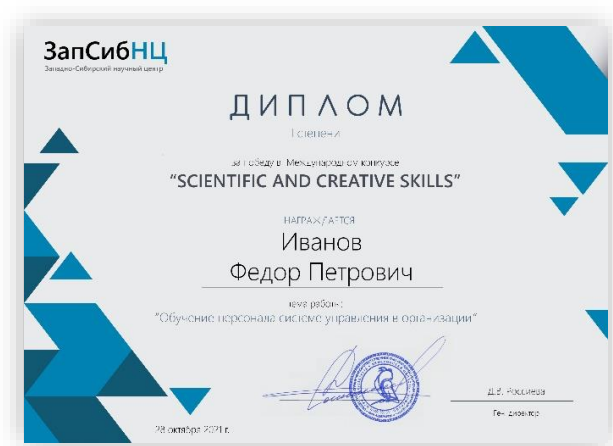 ЗапСибНЦ
Западно-Сибирский научный центр
ДИПЛОМ
I степени
за победу в Международном конкурсе
"SCIENTIFIC AND CREATIVE SKILLS"
НАГРАЖДАЕТСЯ
Иванов
Федор Петрович
тема работы:
"Обучение персонала системе управления в организации"
Д.В. Россиева
Ген. директор
28 октября 2021 г.